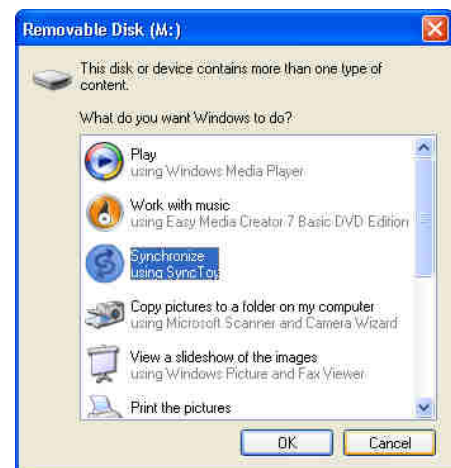 Removable Disk (M:)
This disk or device contains more than one type of
content.
What do you want Windows to do?
Play
using Windows Media Player
Work with music
using Easy Media Creator 7 Basic DVD Edition
Synchronize
using SyncToy
Copy pictures to a folder on my computer
using Microsoft Scanner and Camera Wizard
View a slideshow of the images
using Windows Picture and Fax Viewer
Print the pictures
OK
Cancel